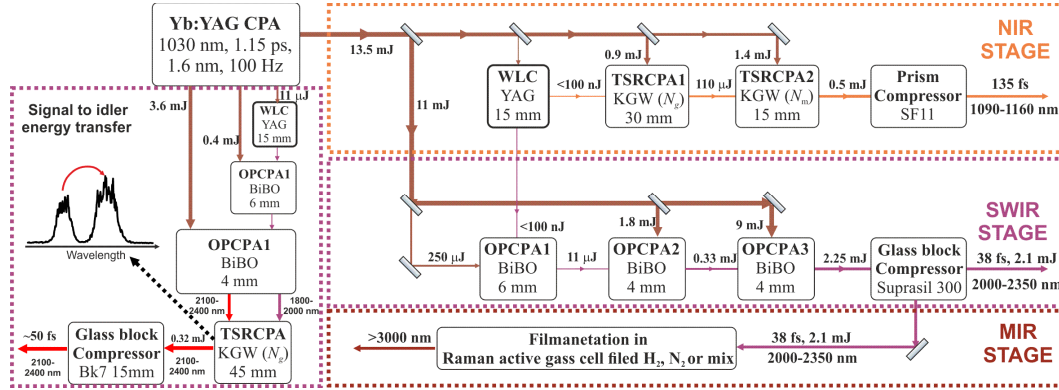 Yb:YAG CPA
1030 nm, 1.15 ps,
1.6 nm, 100 Hz
13.5 mJ
11 mJ
NIR
STAGE
0.9 mJ
1.4 mJ
WLC
YAG
15 mm
<100 nJ
TSRCPA1
KGW (Ng)
30 mm
110 μJ
TSRCPA2
KGW (Nm)
15 mm
0.5 mJ
Prism
Compressor
SF11
135 fs
1090-1160 nm
Signal to idler
energy transfer
Wavelength
3.6 mJ
0.4 mJ
11 μJ
WLC
YAG
15 mm
OPCPA1
BiBO
6 mm
OPCPA1
BiBO
4 mm
2100-
2400 nm
1800-
2000 nm
TSRCPA
KGW (Ng)
45 mm
0.32 mJ
2100-
2400 nm
Glass block
Compressor
Bk7 15mm
~50 fs
2100-
2400 nm
SWIR
STAGE
<100 nJ
1.8 mJ
9 mJ
250 μJ
OPCPA1
BiBO
6 mm
11 μJ
OPCPA2
BiBO
4 mm
0.33 mJ
OPCPA3
BiBO
4 mm
2.25 mJ
Glass block
Compressor
Suprasil 300
38 fs, 2.1 mJ
2000-2350 nm
MIR
STAGE
38 fs, 2.1 mJ
2000-2350 nm
Filmanetation in
Raman active gass cell filed H₂, N₂ or mix
>3000 nm